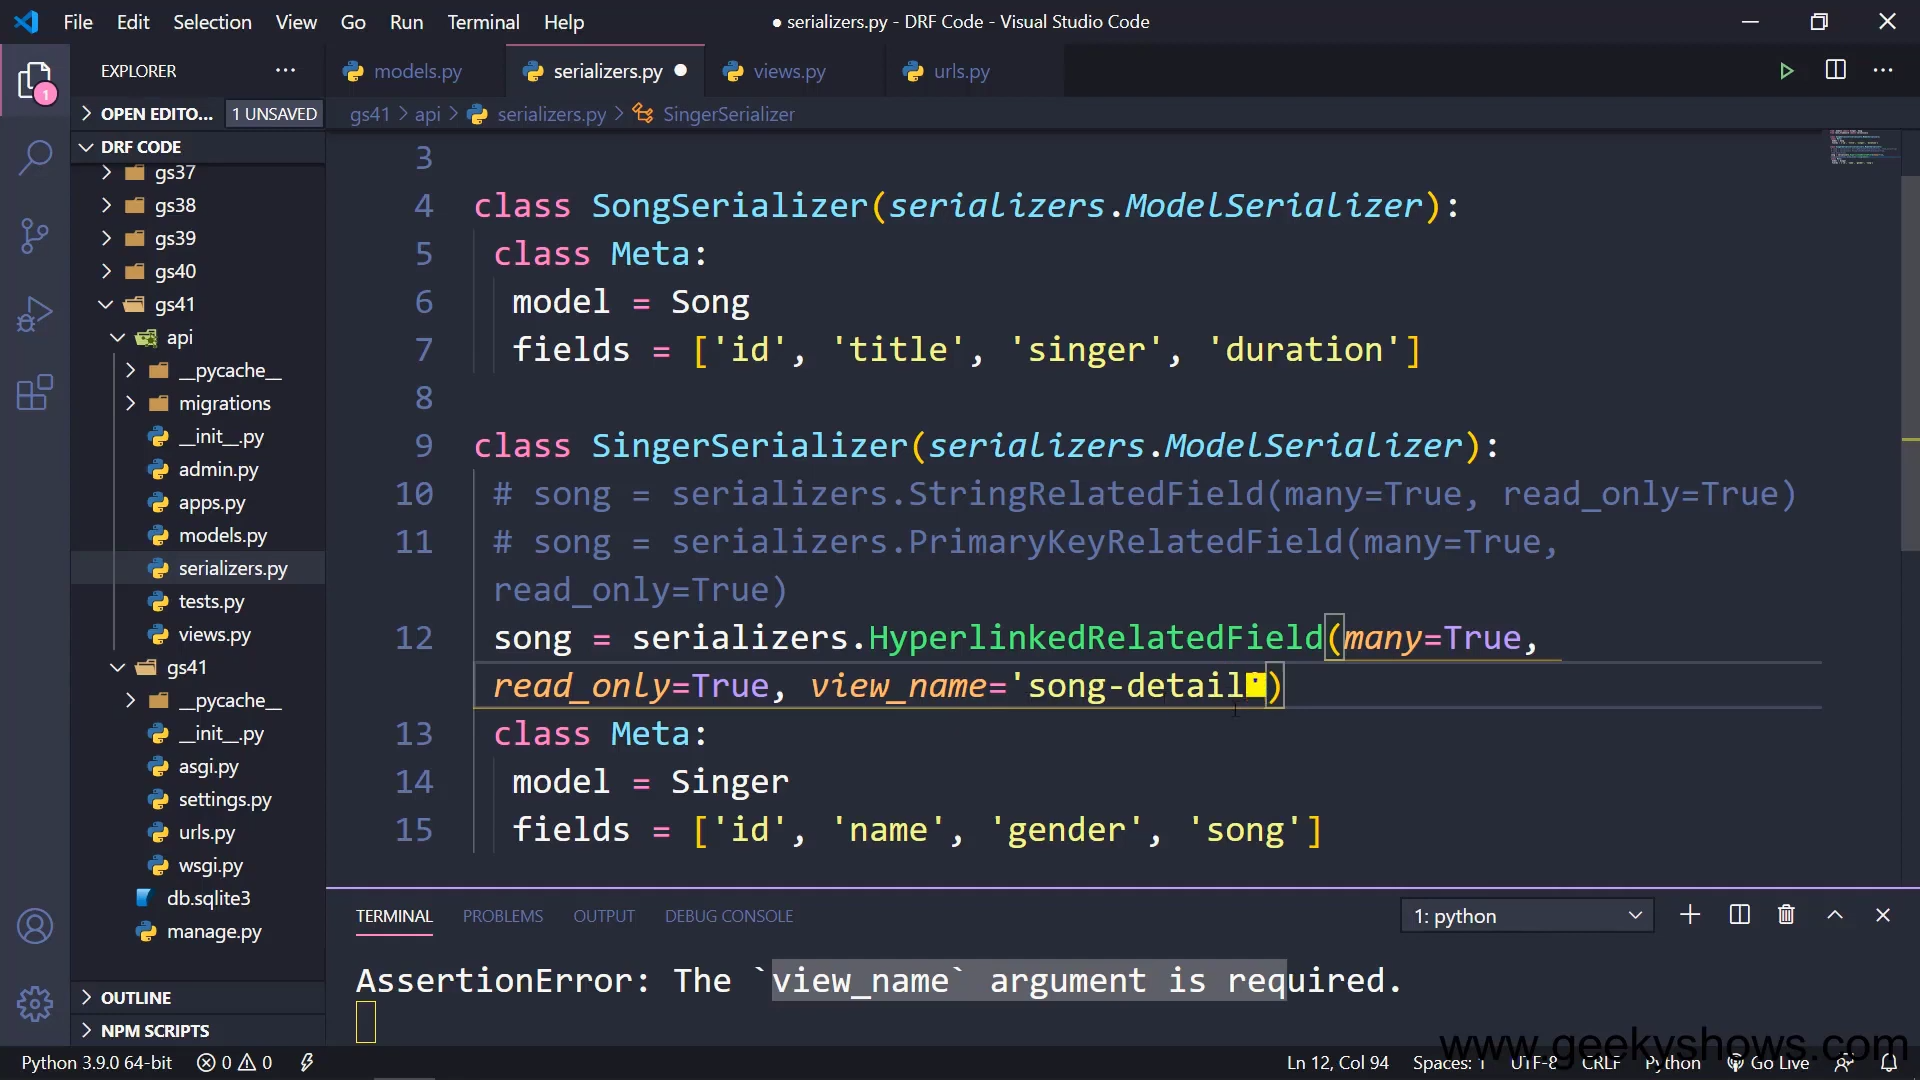 File Edit Selection View Go Run Terminal Help
● serializers.py - DRF Code - Visual Studio Code
EXPLORER
models.py serializers.py ● views.py urls.py
OPEN EDITO... 1 UNSAVED
gs41 > api > serializers.py > SingerSerializer
DRF CODE
gs37
gs38
gs39
gs40
gs41
api
__pycache__
migrations
__init__.py
admin.py
apps.py
models.py
serializers.py
tests.py
views.py
gs41
__pycache__
__init__.py
asgi.py
settings.py
urls.py
wsgi.py
db.sqlite3
manage.py
OUTLINE
NPM SCRIPTS
1
3
4 class SongSerializer(serializers.ModelSerializer):
5 class Meta:
6 model = Song
7 fields = ['id', 'title', 'singer', 'duration']
8
9 class SingerSerializer(serializers.ModelSerializer):
10 # song = serializers.StringRelatedField(many=True, read_only=True)
11 # song = serializers.PrimaryKeyRelatedField(many=True,
read_only=True)
12 song = serializers.HyperlinkedRelatedField(many=True,
read_only=True, view_name='song-detail')
13 class Meta:
14 model = Singer
15 fields = ['id', 'name', 'gender', 'song']
TERMINAL PROBLEMS OUTPUT DEBUG CONSOLE
1: python
AssertionError: The `view_name` argument is required.
www.geekyshows.com
Python 3.9.0 64-bit 0 0 Ln 12, Col 94 Spaces: 1 UTF-8 CRLF Python Go Live